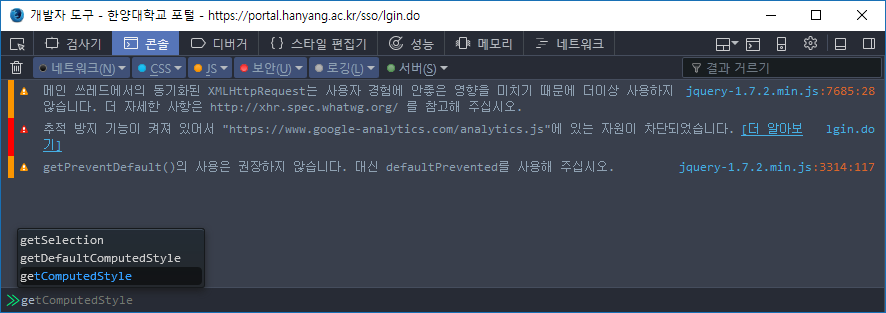 개발자 도구 - 한양대학교 포털 - https://portal.hanyang.ac.kr/sso/lgin.do
검사기 콘솔 디버거 {} 스타일 편집기 성능 메모리 네트워크
네트워크(N) CSS JS 보안(U) 로깅(L) 서버(S) 결과 거르기
메인 쓰레드에서의 동기화된 XMLHttpRequest는 사용자 경험에 안좋은 영향을 미치기 때문에 더이상 사용하지 jquery-1.7.2.min.js:7685:28
않습니다. 더 자세한 사항은 http://xhr.spec.whatwg.org/ 를 참고해 주십시오.
추적 방지 기능이 켜져 있어서 "https://www.google-analytics.com/analytics.js"에 있는 자원이 차단되었습니다. [더 알아보 lgin.do
기]
getPreventDefault()의 사용은 권장하지 않습니다. 대신 defaultPrevented를 사용해 주십시오. jquery-1.7.2.min.js:3314:117
getSelection
getDefaultComputedStyle
getComputedStyle
getComputedStyle